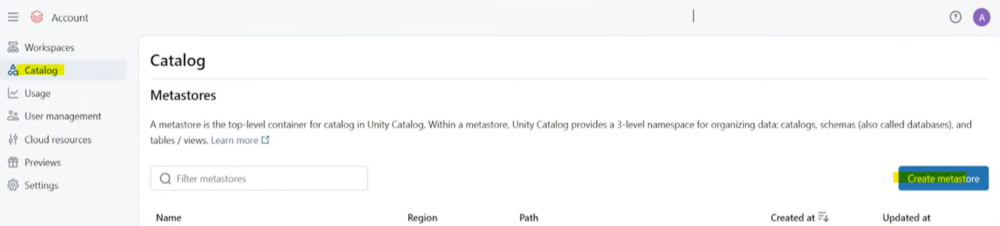 Account
A
Workspaces
Catalog
Usage
User management
Cloud resources
Previews
Settings
Catalog
Metastores
A metastore is the top-level container for catalog in Unity Catalog. Within a metastore, Unity Catalog provides a 3-level namespace for organizing data: catalogs, schemas (also called databases), and
tables / views. Learn more
Filter metastores
Create metastore
Name Region Path Created at Updated at